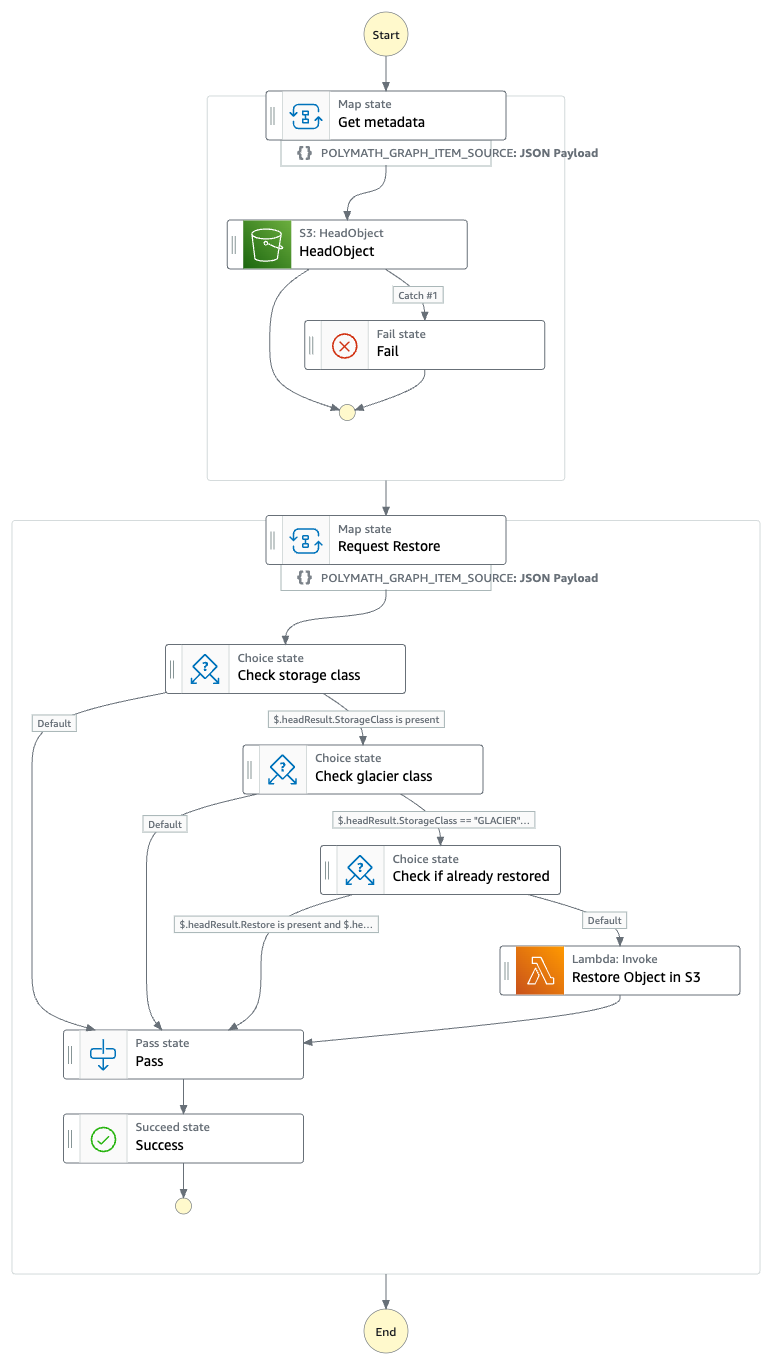 Start
Map state
Get metadata
{} POLYMATH_GRAPH_ITEM_SOURCE: JSON Payload
S3: HeadObject
HeadObject
Catch #1
Fail state
Fail
Map state
Request Restore
{} POLYMATH_GRAPH_ITEM_SOURCE: JSON Payload
Choice state
Check storage class
Default
$.headResult.StorageClass is present
Choice state
Check glacier class
Default
$.headResult.StorageClass == "GLACIER"...
Choice state
Check if already restored
$.headResult.Restore is present and $.he...
Default
Lambda: Invoke
Restore Object in S3
Pass state
Pass
Succeed state
Success
End